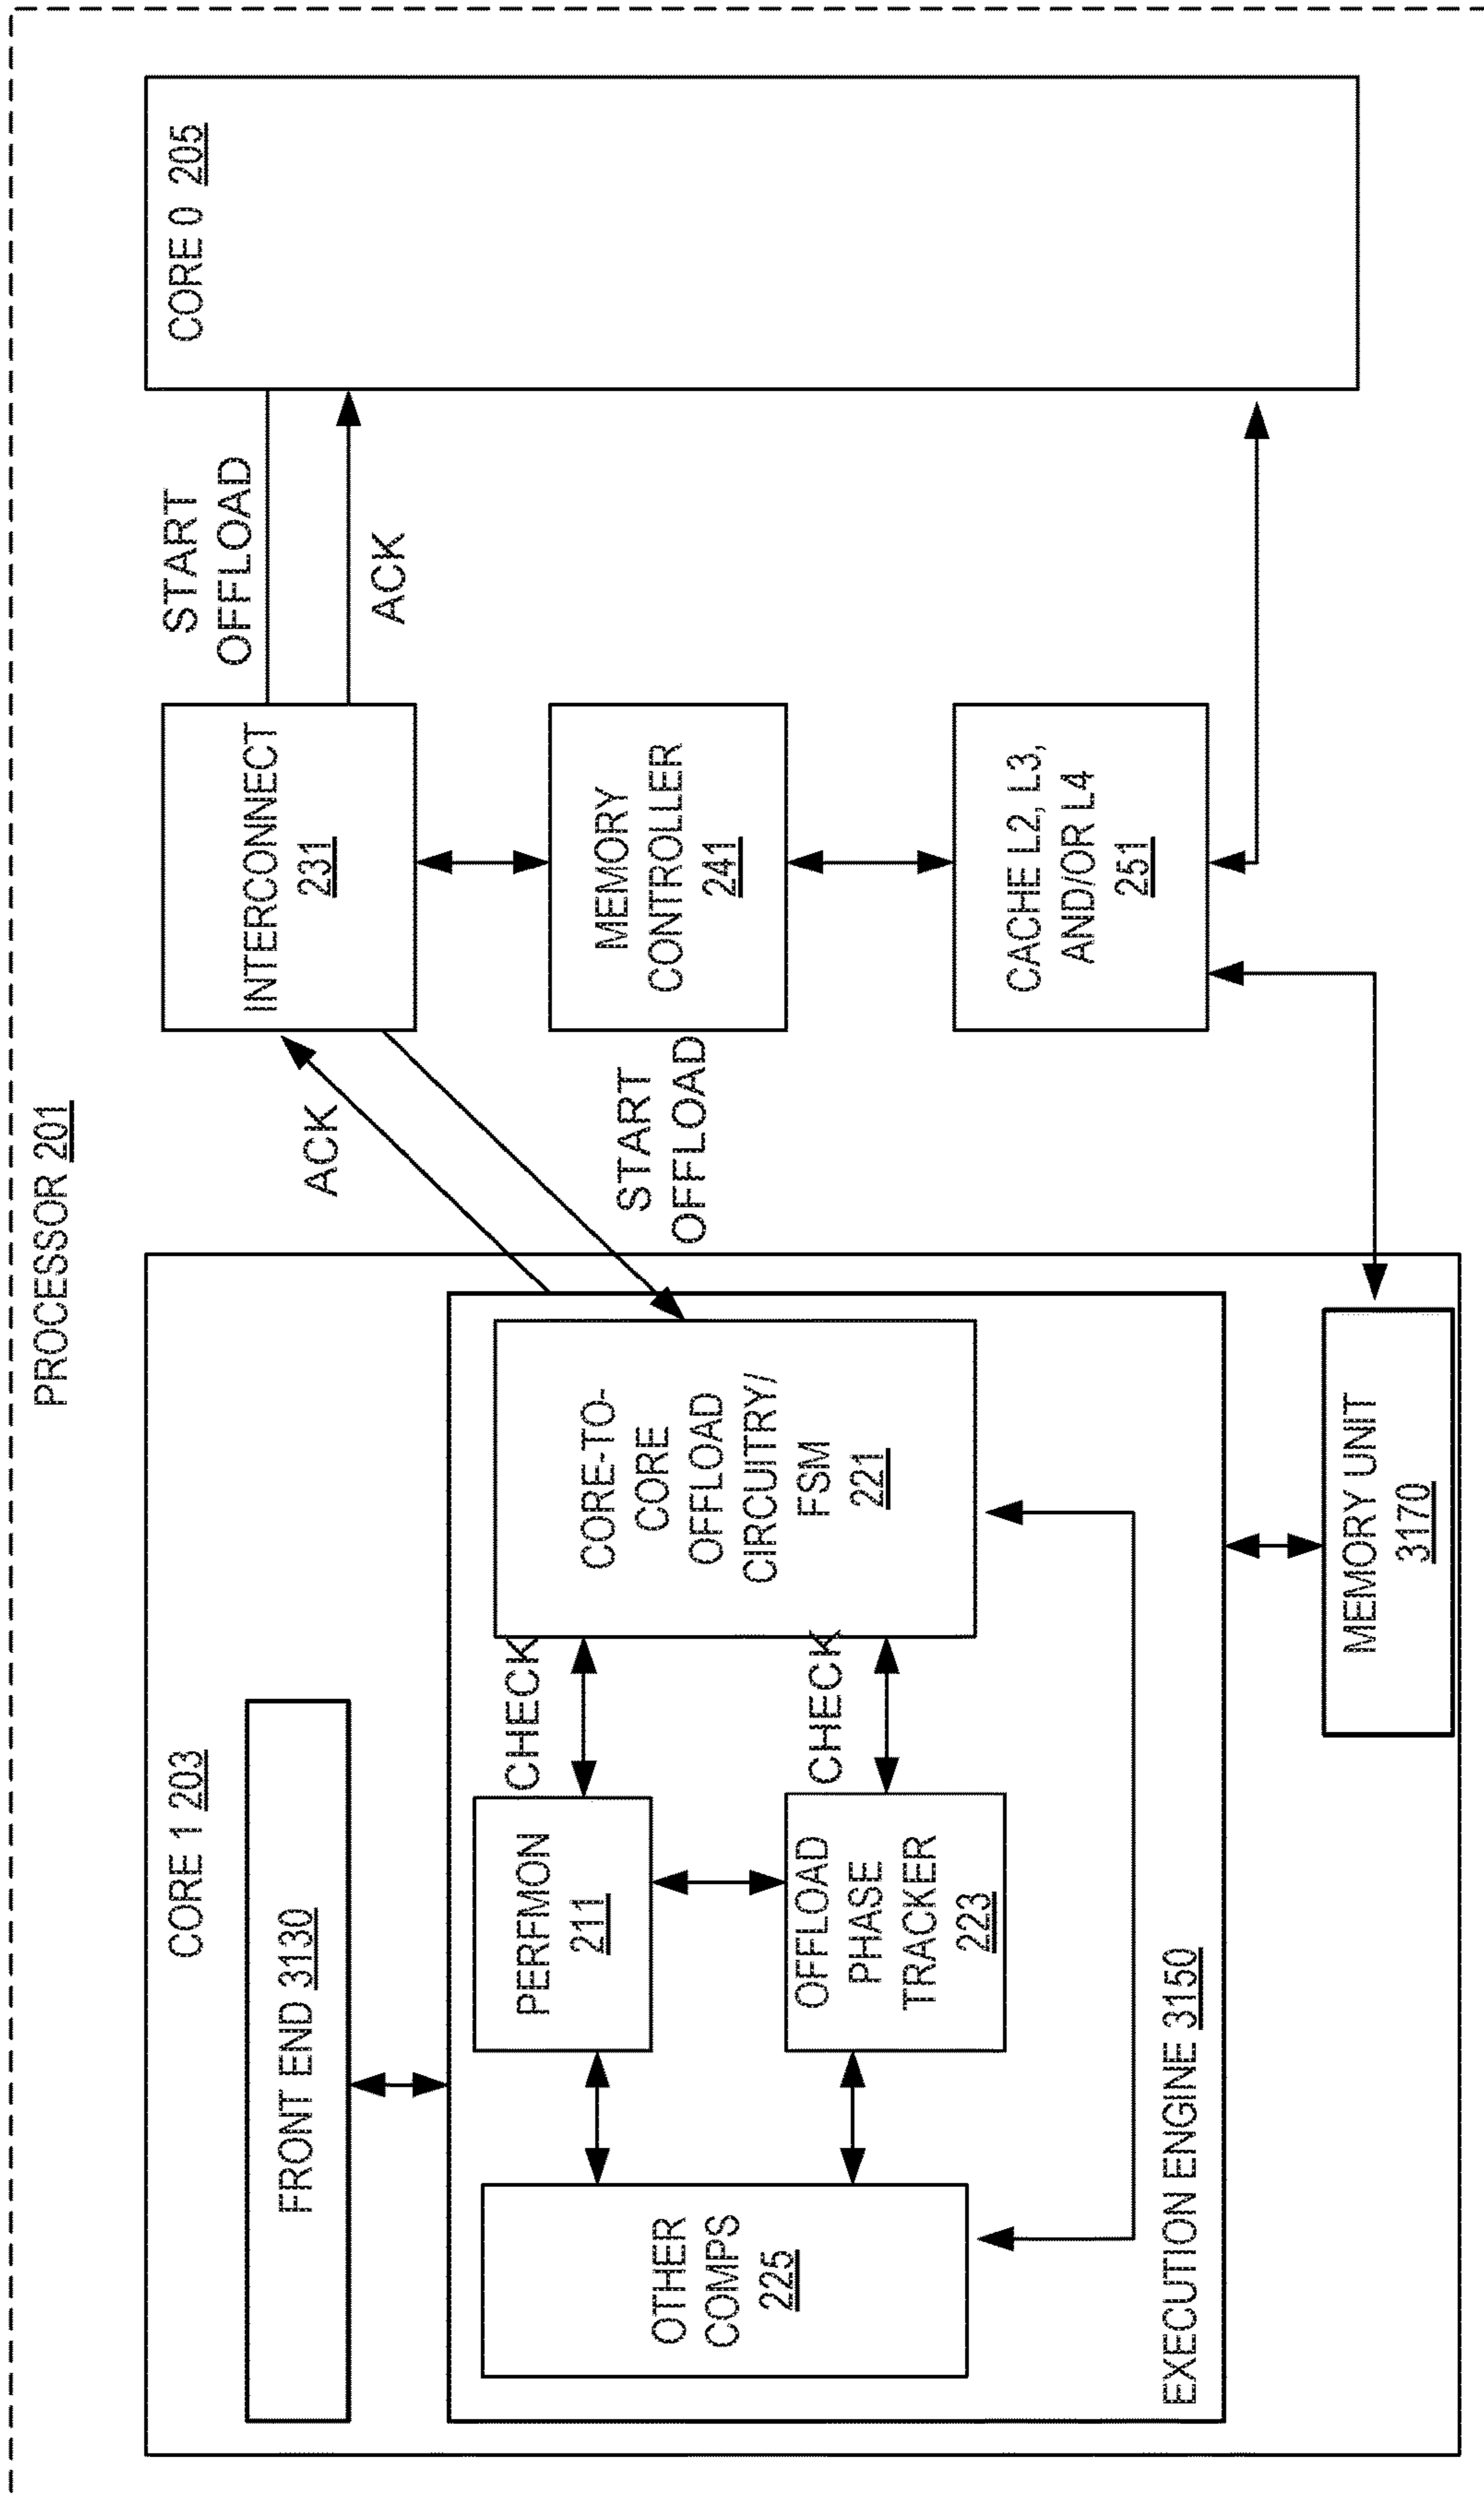 PROCESSOR 201
CORE 1 203
FRONT END 3130
OTHER
COMPS
225
PERFMON
211
OFFLOAD
PHASE
TRACKER
223
CHECK
CHECK
CORE-TO-
CORE
OFFLOAD
CIRCUITRY/
FSM
221
EXECUTION ENGINE 3150
MEMORY UNIT
3170
ACK
START
OFFLOAD
INTERCONNECT
231
MEMORY
CONTROLLER
241
CACHE L2, L3,
AND/OR L4
251
START
OFFLOAD
ACK
CORE 0 205